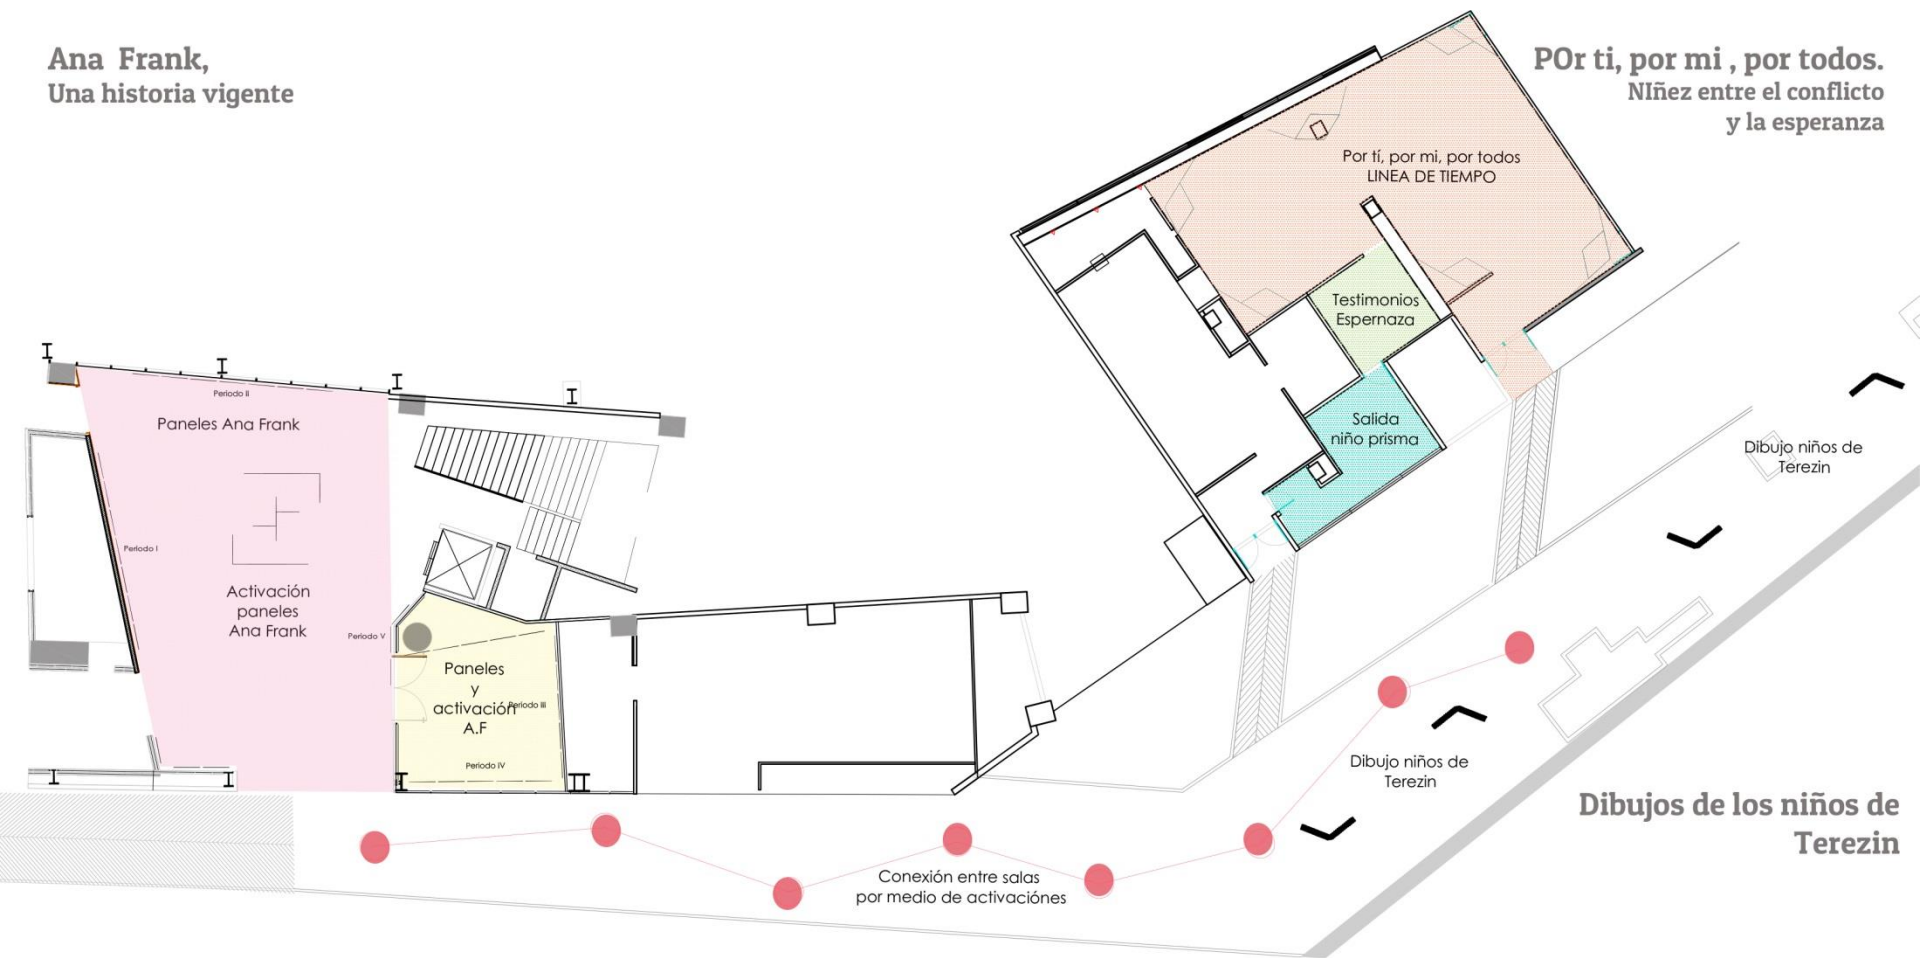 Ana Frank,
Una historia vigente
POr ti, por mi , por todos.
NIñez entre el conflicto
y la esperanza
Por tí, por mi, por todos
LINEA DE TIEMPO
Testimonios
Espernaza
Salida
niño prisma
Periodo II
Paneles Ana Frank
Periodo I
Activación
paneles
Ana Frank
Periodo V
Paneles
y
activación
A.F
Periodo III
Periodo IV
Dibujo niños de
Terezin
Dibujo niños de
Terezin
Dibujos de los niños de
Terezin
Conexión entre salas
por medio de activaciónes